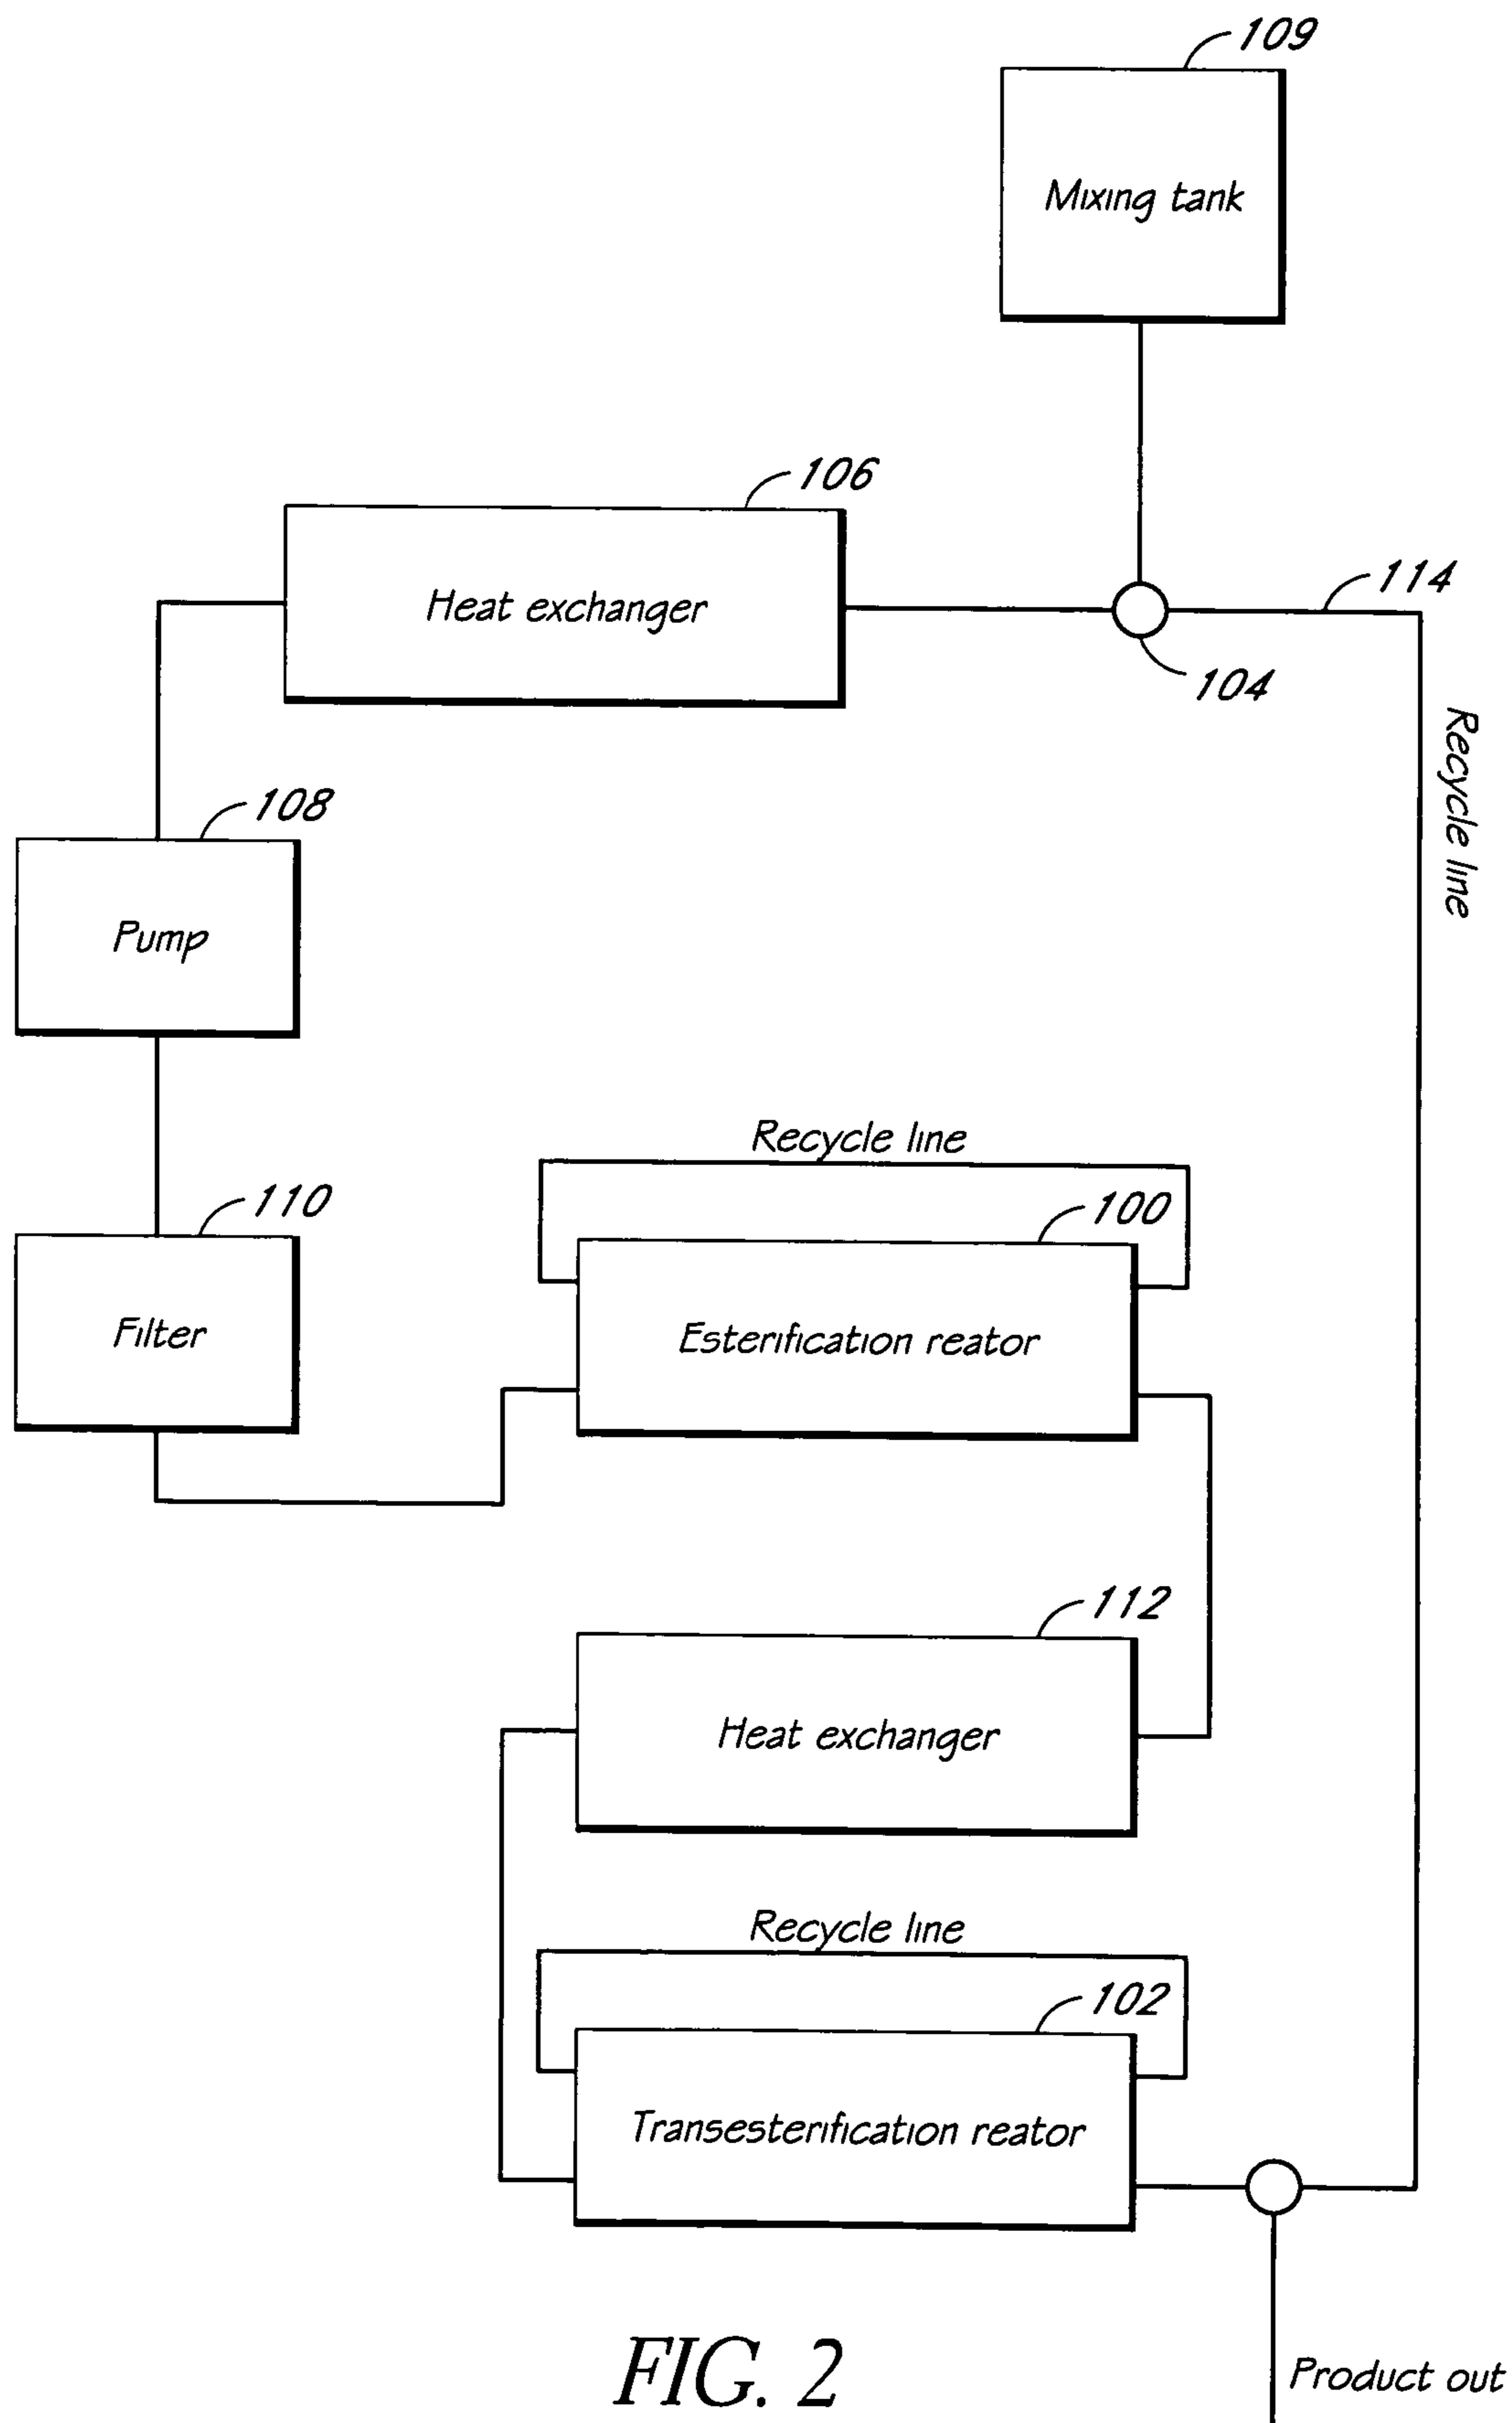 109
Mixing tank
106
Heat exchanger
114
104
Recycle line
108
Pump
Recycle line
110
100
Filter
Esterification reator
112
Heat exchanger
Recycle line
102
Transesterification reator
FIG. 2
Product out